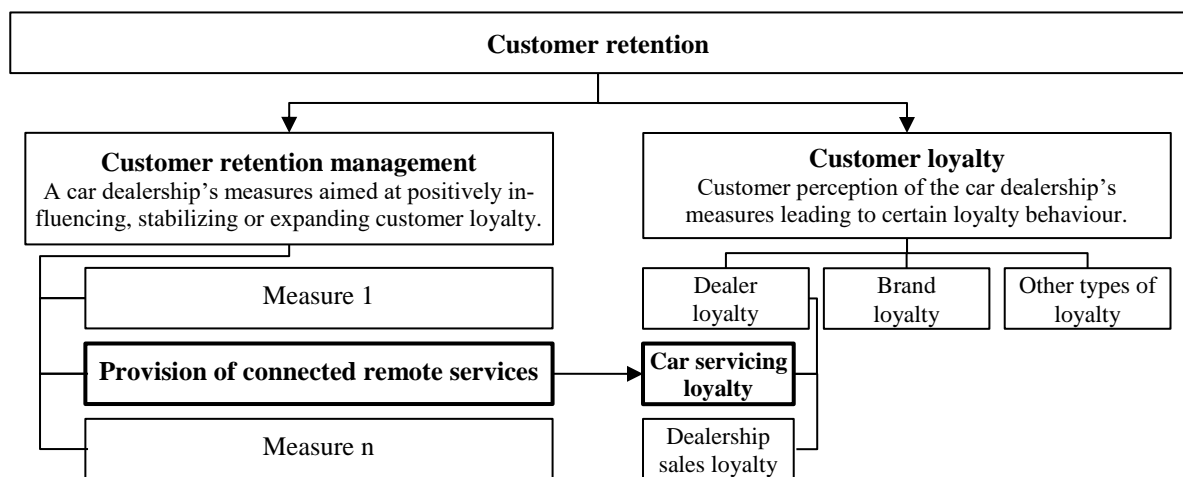 Customer retention
Customer retention management
A car dealership's measures aimed at positively in-
fluencing, stabilizing or expanding customer loyalty.
Customer loyalty
Customer perception of the car dealership's
measures leading to certain loyalty behaviour.
Measure 1
Provision of connected remote services
Measure n
Dealer
loyalty
Brand
loyalty
Other types of
loyalty
Car servicing
loyalty
Dealership
sales loyalty